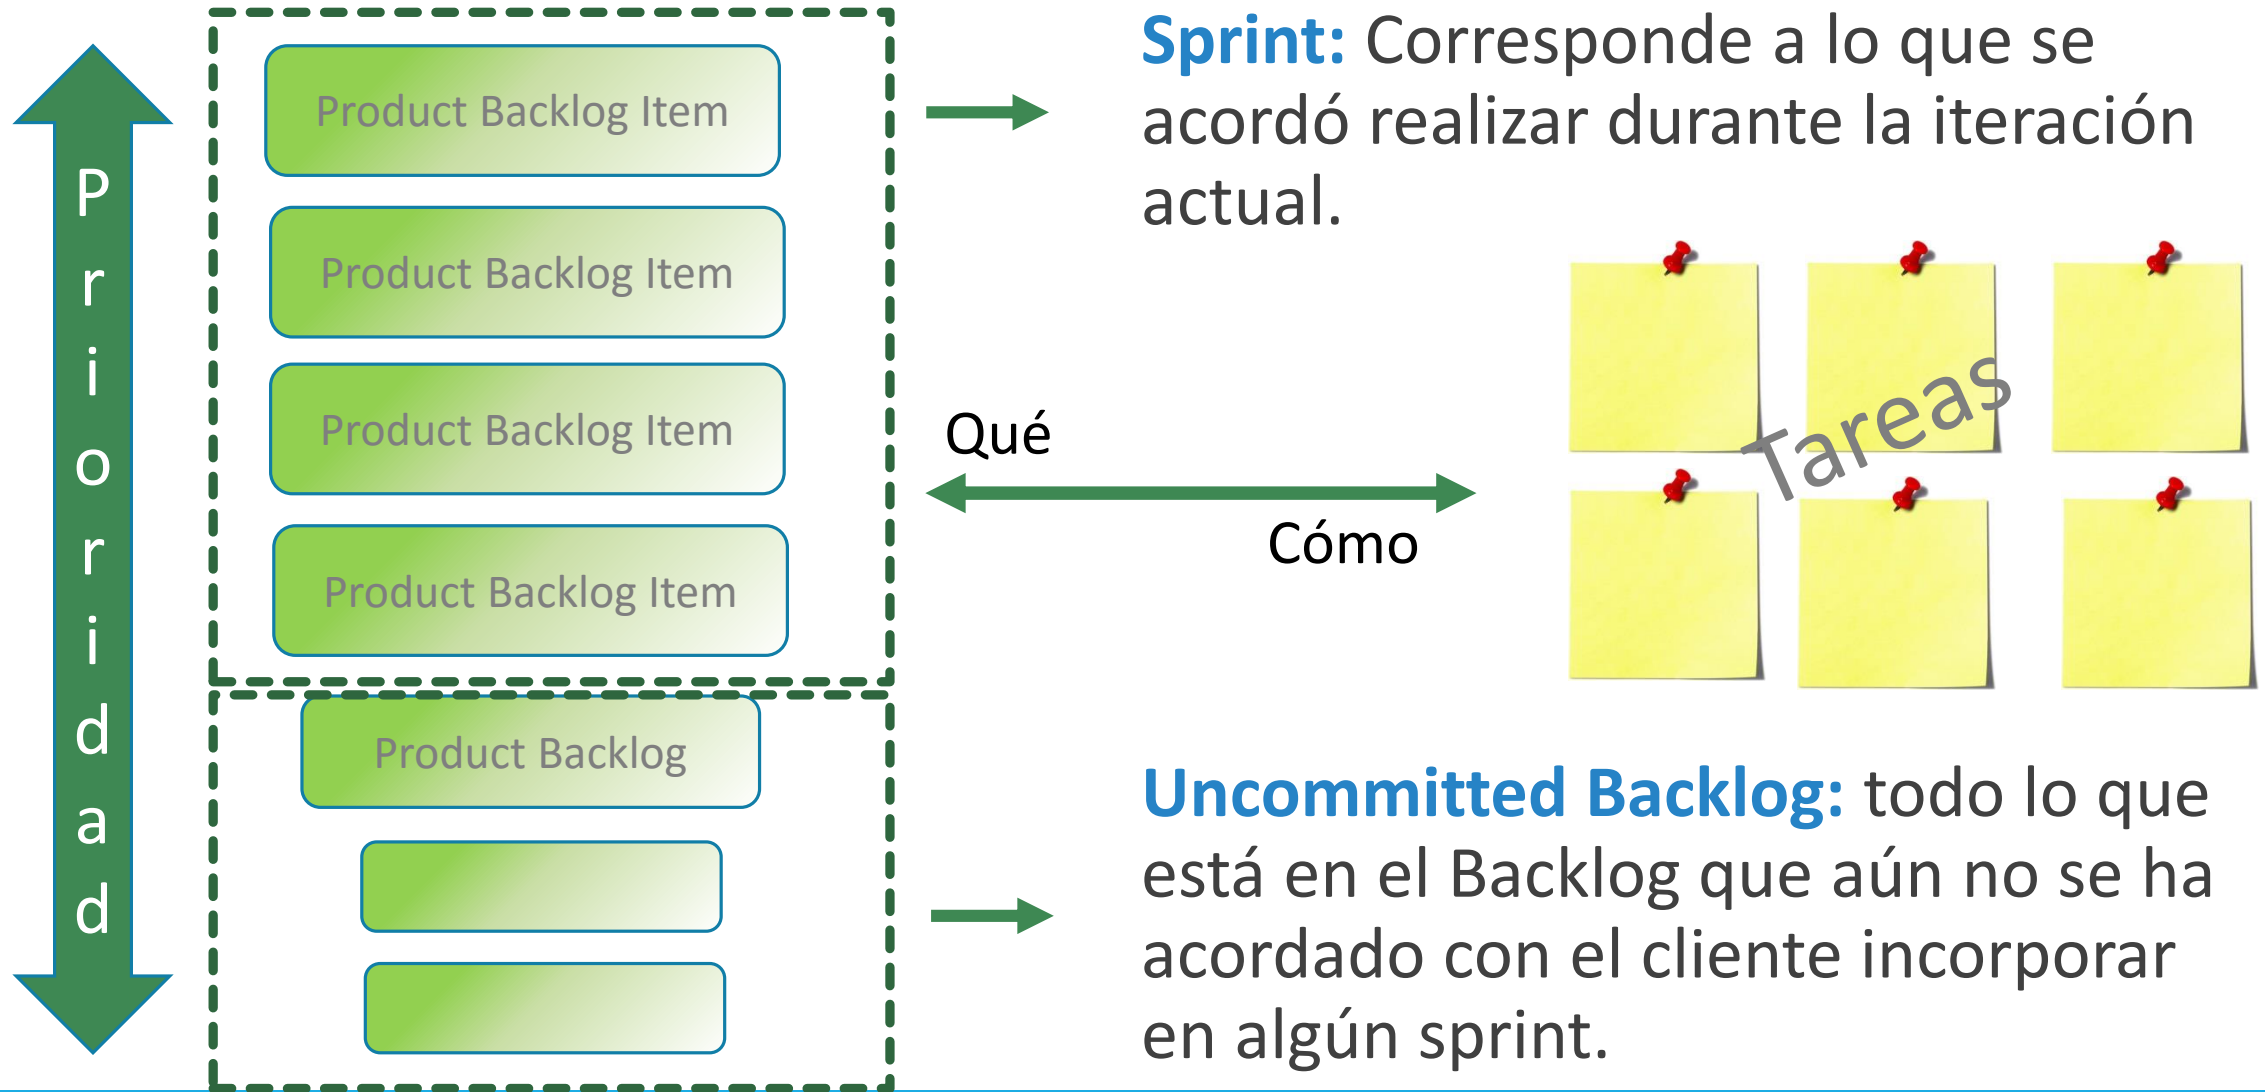 Prioridad
Product Backlog Item
Product Backlog Item
Product Backlog Item
Product Backlog Item
Product Backlog
Sprint: Corresponde a lo que se
acordó realizar durante la iteración
actual.
Qué
Cómo
Tareas
Uncommitted Backlog: todo lo que
está en el Backlog que aún no se ha
acordado con el cliente incorporar
en algún sprint.